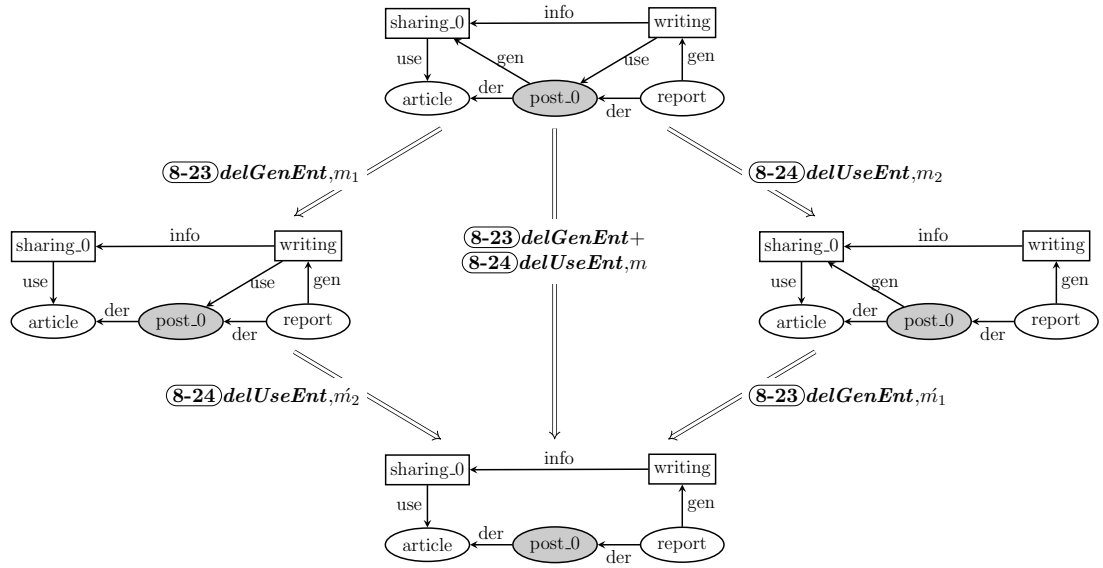 info
sharing_0 writing
use gen use gen
article der post_0 der report
8-23 delGenEnt,m1
8-24 delUseEnt,m2
8-23 delGenEnt+
8-24 delUseEnt,m
info
sharing_0 writing
use use gen
article der post_0 der report
info
sharing_0 writing
use gen gen
article der post_0 der report
8-24 delUseEnt,ḿ2
8-23 delGenEnt,ḿ1
info
sharing_0 writing
use gen
article der post_0 der report